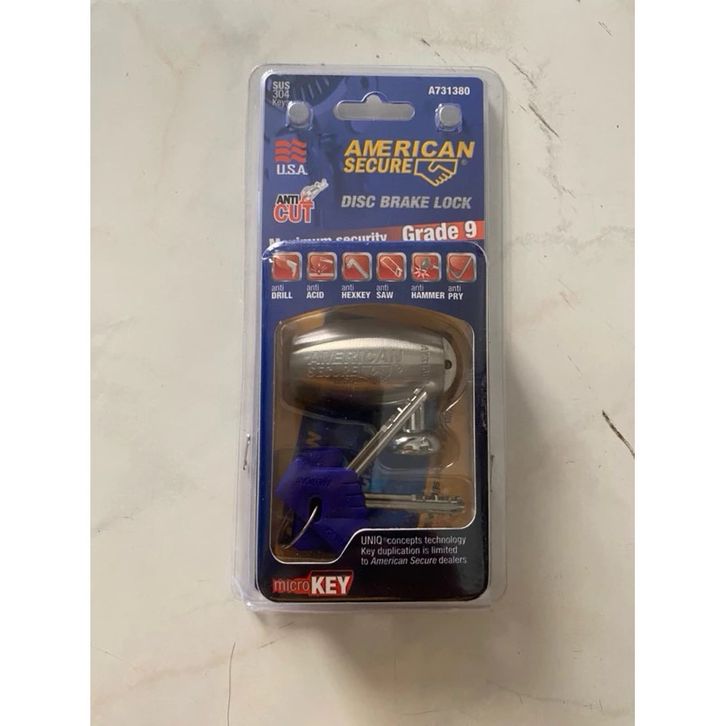 SUS
304
Key
A731380
U.S.A.
AMERICAN
SECURE®
ANTI
CUT
DISC BRAKE LOCK
Maximum security Grade 9
anti DRILL
anti ACID
anti HEXKEY
anti SAW
anti HAMMER
anti PRY
AMERICAN
SECURE
UNIQ® concepts technology
Key duplication is limited
to American Secure dealers
microKEY